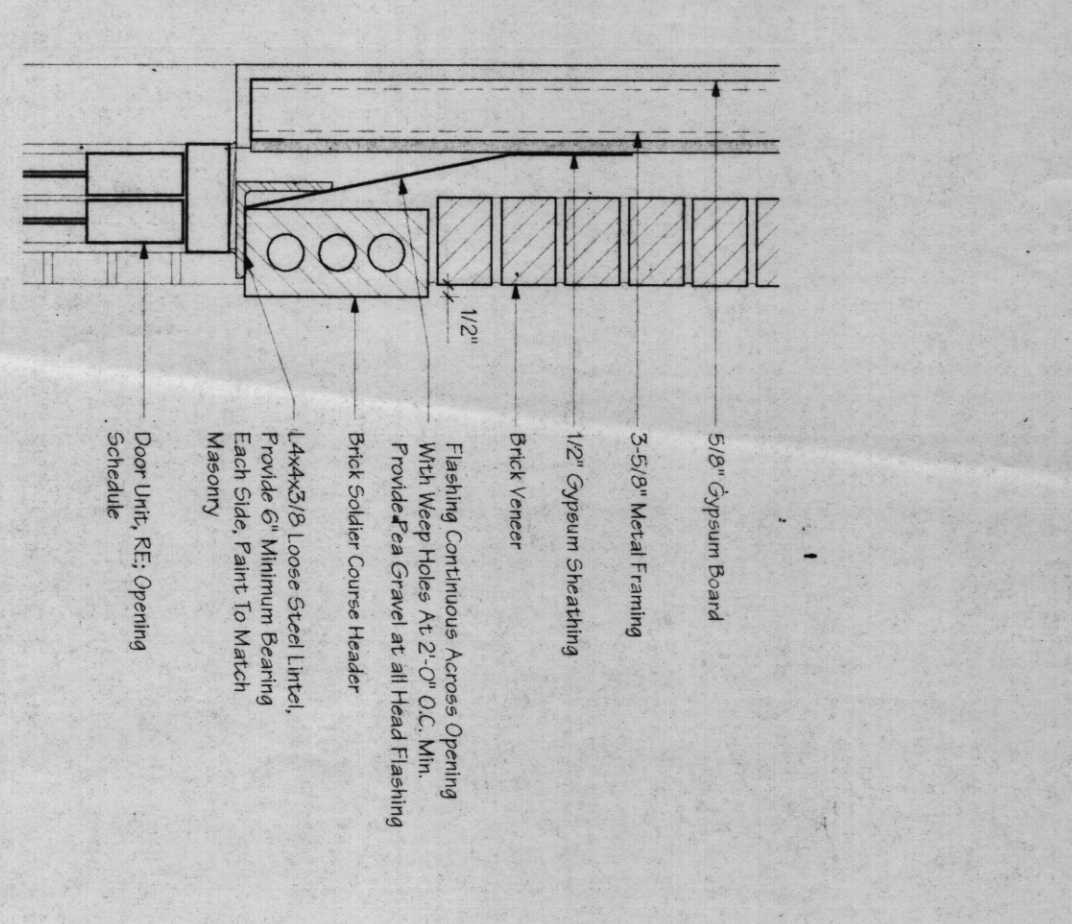 5/8" Gypsum Board
3-5/8" Metal Framing
1/2" Gypsum Sheathing
Brick Veneer
Flashing Continuous Across Opening
With Weep Holes At 2'-0" O.C. Min.
Provide Pea Gravel at all Head Flashing
1/2"
Brick Soldier Course Header
L4x4x3/8 Loose Steel Lintel,
Provide 6" Minimum Bearing
Each Side, Paint To Match
Masonry
Door Unit, RE; Opening
Schedule